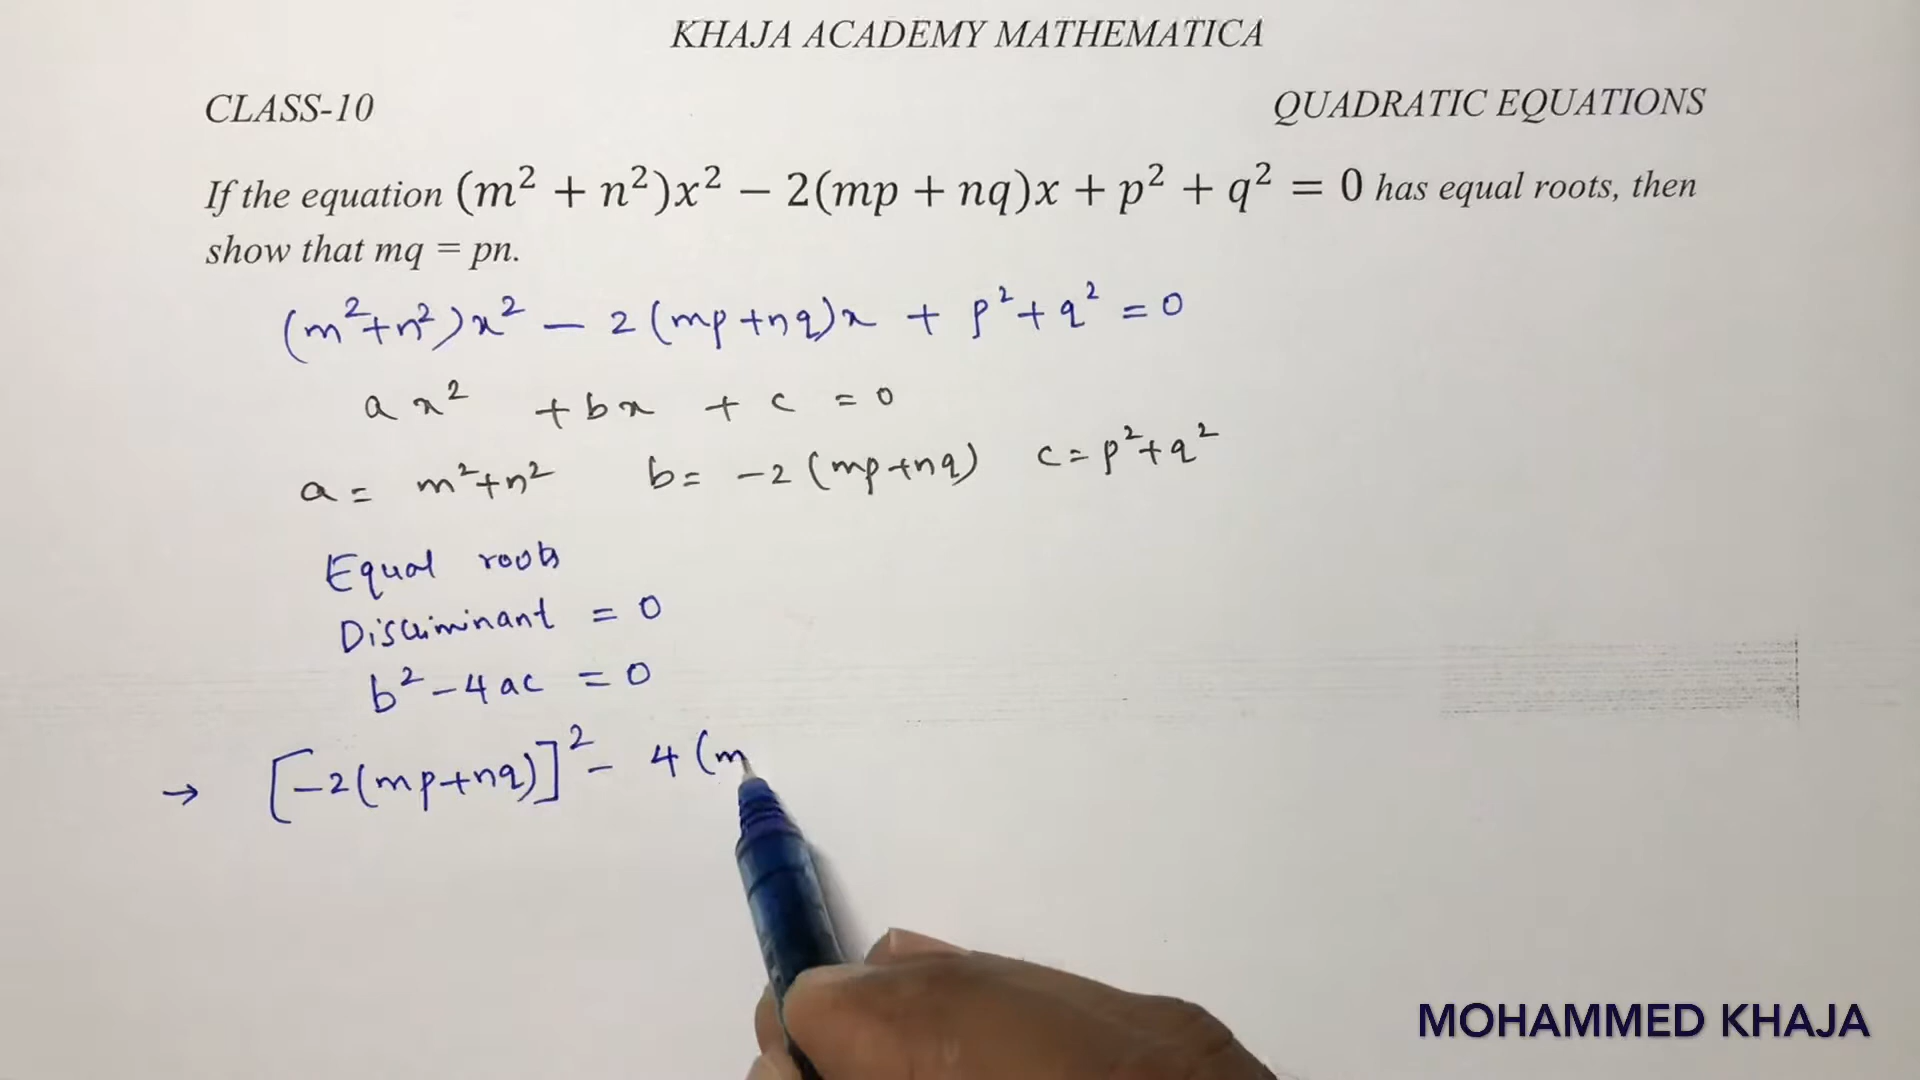 KHAJA ACADEMY MATHEMATICA
CLASS-10 QUADRATIC EQUATIONS
If the equation (m² + n²)x² − 2(mp + nq)x + p² + q² = 0 has equal roots, then
show that mq = pn.
(m²+n²)x² − 2(mp+nq)x + p²+q² = 0
ax² + bx + c = 0
a = m²+n² b = −2(mp+nq) c = p²+q²
Equal roots
Discriminant = 0
b² − 4ac = 0
→ [−2(mp+nq)]² − 4(m
MOHAMMED KHAJA